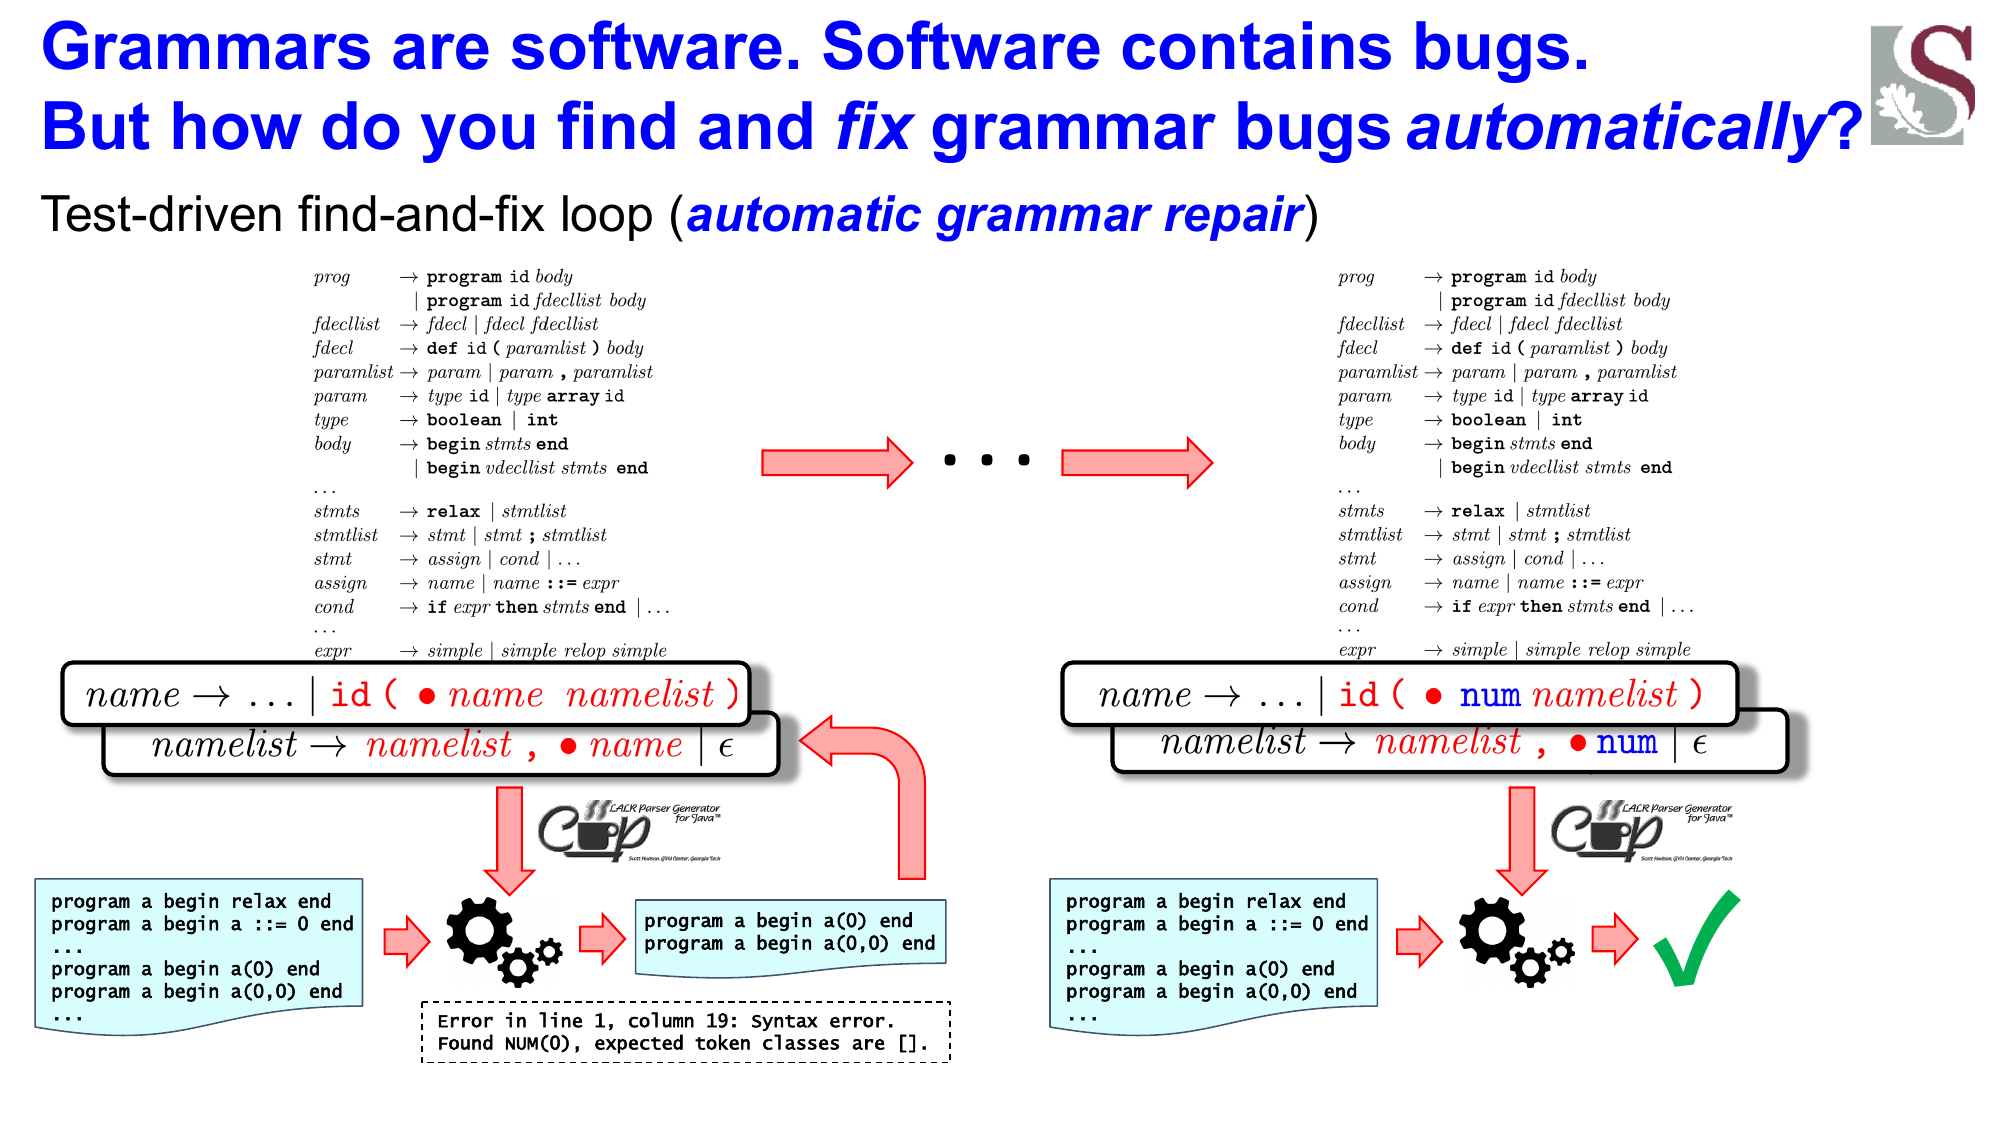 Grammars are software. Software contains bugs.
But how do you find and fix grammar bugs automatically?
S
Test-driven find-and-fix loop (automatic grammar repair)
prog → program id body
| program id fdecllist body
fdecllist → fdecl | fdecl fdecllist
fdecl → def id ( paramlist ) body
paramlist → param | param , paramlist
param → type id | type array id
type → boolean | int
body → begin stmts end
| begin vdecllist stmts end
...
stmts → relax | stmtlist
stmtlist → stmt | stmt ; stmtlist
stmt → assign | cond | ...
assign → name | name ::= expr
cond → if expr then stmts end | ...
...
expr → simple | simple relop simple
name → ... | id ( • name namelist )
namelist → namelist , • name | ϵ
CUP
LALR Parser Generator
for Java™
Scott Hudson, GVU Center, Georgia Tech
program a begin relax end
program a begin a ::= 0 end
...
program a begin a(0) end
program a begin a(0,0) end
...
program a begin a(0) end
program a begin a(0,0) end
Error in line 1, column 19: Syntax error.
Found NUM(0), expected token classes are [].
. . .
prog → program id body
| program id fdecllist body
fdecllist → fdecl | fdecl fdecllist
fdecl → def id ( paramlist ) body
paramlist → param | param , paramlist
param → type id | type array id
type → boolean | int
body → begin stmts end
| begin vdecllist stmts end
...
stmts → relax | stmtlist
stmtlist → stmt | stmt ; stmtlist
stmt → assign | cond | ...
assign → name | name ::= expr
cond → if expr then stmts end | ...
...
expr → simple | simple relop simple
name → ... | id ( • num namelist )
namelist → namelist , • num | ϵ
CUP
LALR Parser Generator
for Java™
Scott Hudson, GVU Center, Georgia Tech
program a begin relax end
program a begin a ::= 0 end
...
program a begin a(0) end
program a begin a(0,0) end
...